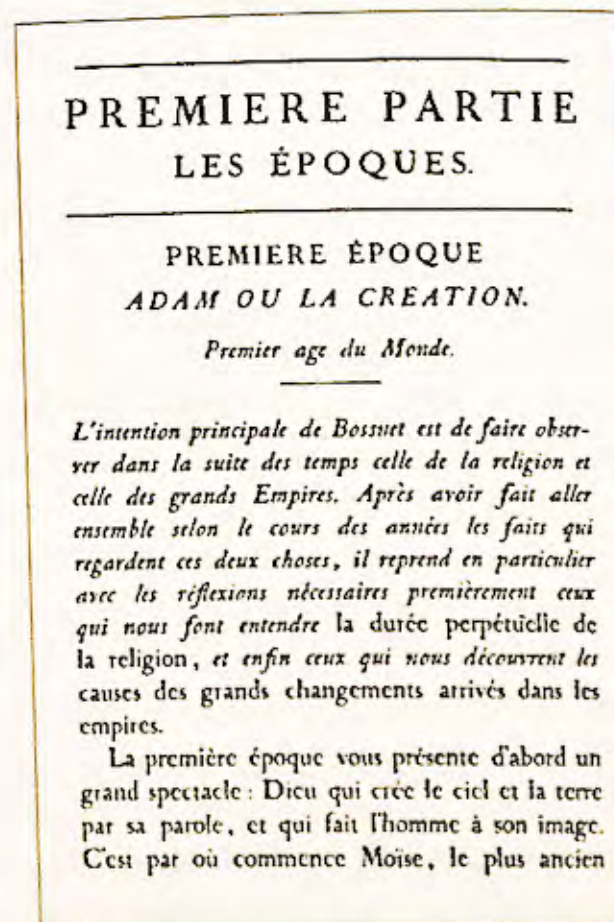 PREMIERE PARTIE
LES ÉPOQUES.
PREMIERE ÉPOQUE
ADAM OU LA CREATION.
Premier age du Monde.
L'intention principale de Bossuet est de faire obser-
ver dans la suite des temps celle de la religion et
celle des grands Empires. Après avoir fait aller
ensemble selon le cours des années les faits qui
regardent ces deux choses, il reprend en particulier
avec les réflexions nécessaires premièrement ceux
qui nous font entendre la durée perpétuelle de
la religion, et enfin ceux qui nous découvrent les
causes des grands changements arrivés dans les
empires.
La première époque vous présente d'abord un
grand spectacle : Dieu qui crée le ciel et la terre
par sa parole, et qui fait l'homme à son image.
C'est par où commence Moïse, le plus ancien